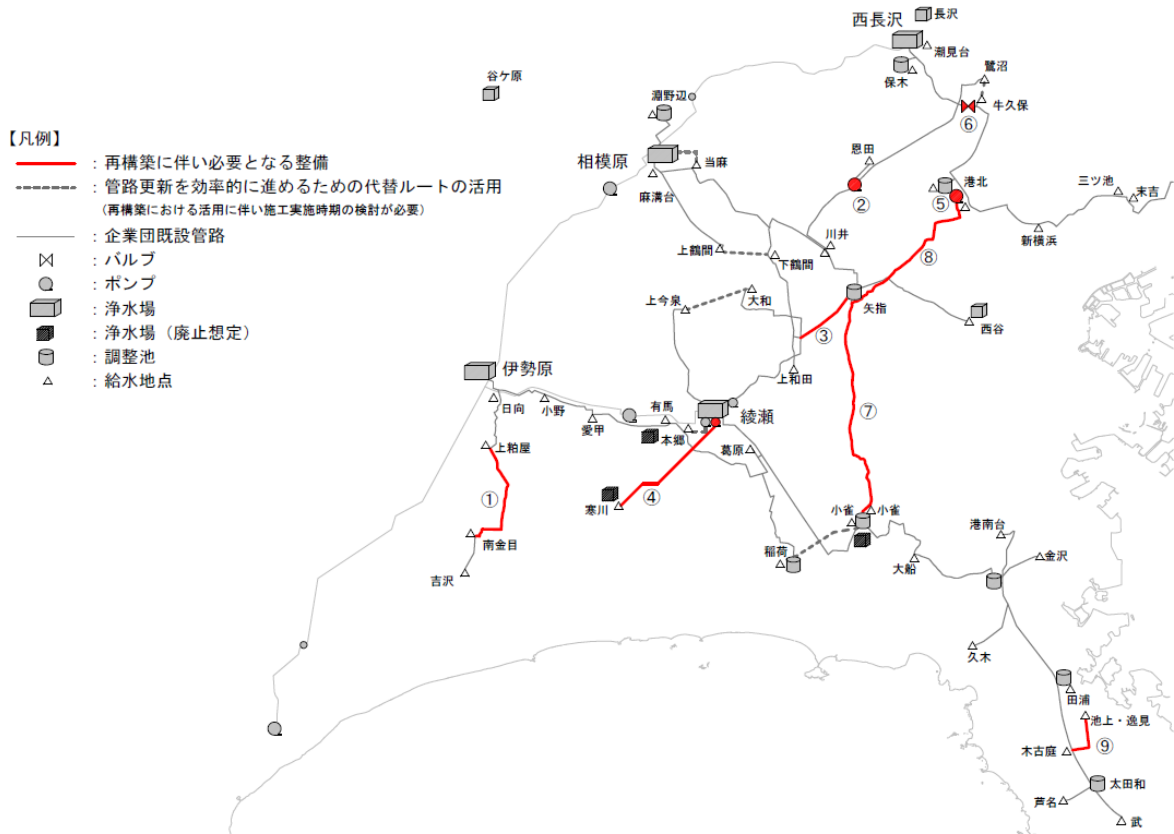 西長沢
長沢
潮見台
谷ケ原
保木
鷺沼
牛久保
⑥
淵野辺
【凡例】
：再構築に伴い必要となる整備
：管路更新を効率的に進めるための代替ルートの活用
（再構築における活用に伴い施工実施時期の検討が必要）
：企業団既設管路
：バルブ
：ポンプ
：浄水場
：浄水場（廃止想定）
：調整池
：給水地点
相模原
当麻
麻溝台
恩田
②
港北
⑤
三ツ池
末吉
新横浜
川井
⑧
上鶴間
下鶴間
上今泉
大和
矢指
西谷
③
上和田
伊勢原
日向
小野
愛甲
有馬
本郷
綾瀬
葛原
⑦
上粕屋
①
寒川
④
南金目
吉沢
小雀
小雀
稲荷
大船
港南台
金沢
久木
田浦
池上・逸見
木古庭
⑨
太田和
芦名
武